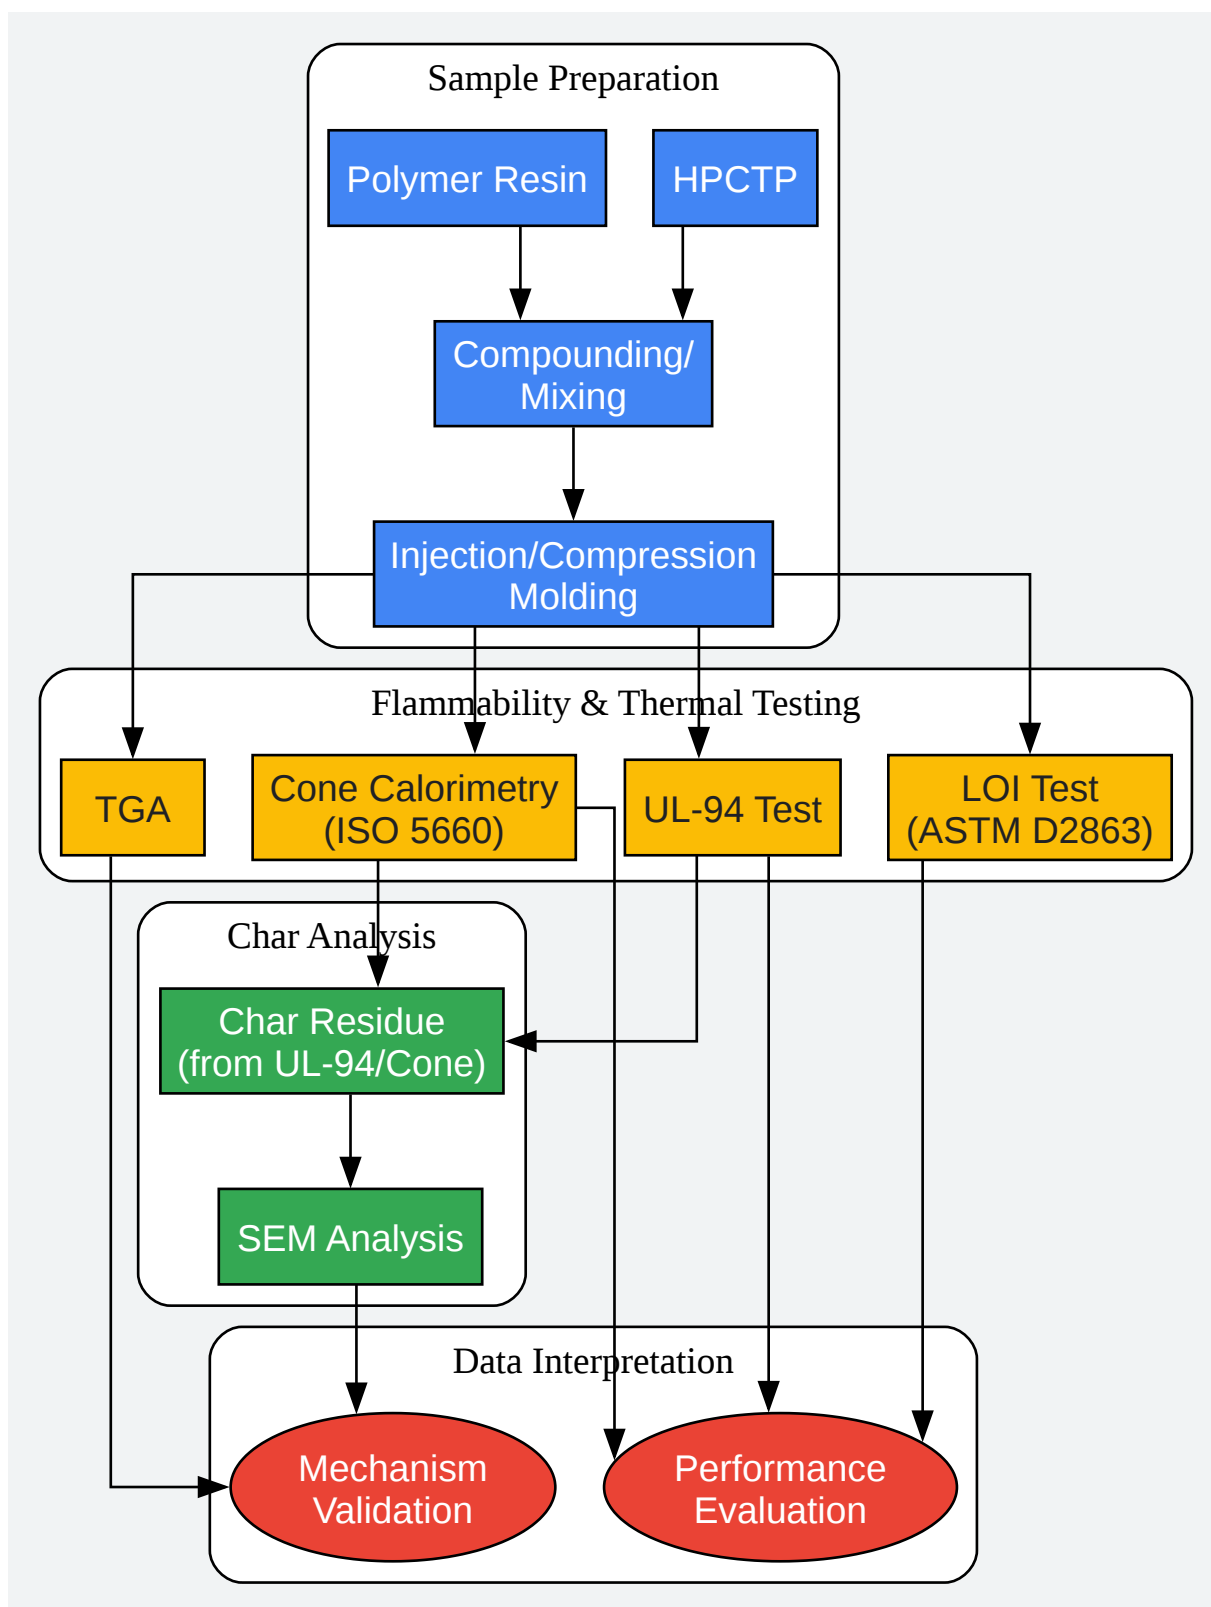 Sample Preparation
Polymer Resin
HPCTP
Compounding/
Mixing
Injection/Compression
Molding
Flammability & Thermal Testing
TGA
Cone Calorimetry
(ISO 5660)
UL-94 Test
LOI Test
(ASTM D2863)
Char Analysis
Char Residue
(from UL-94/Cone)
SEM Analysis
Data Interpretation
Mechanism
Validation
Performance
Evaluation